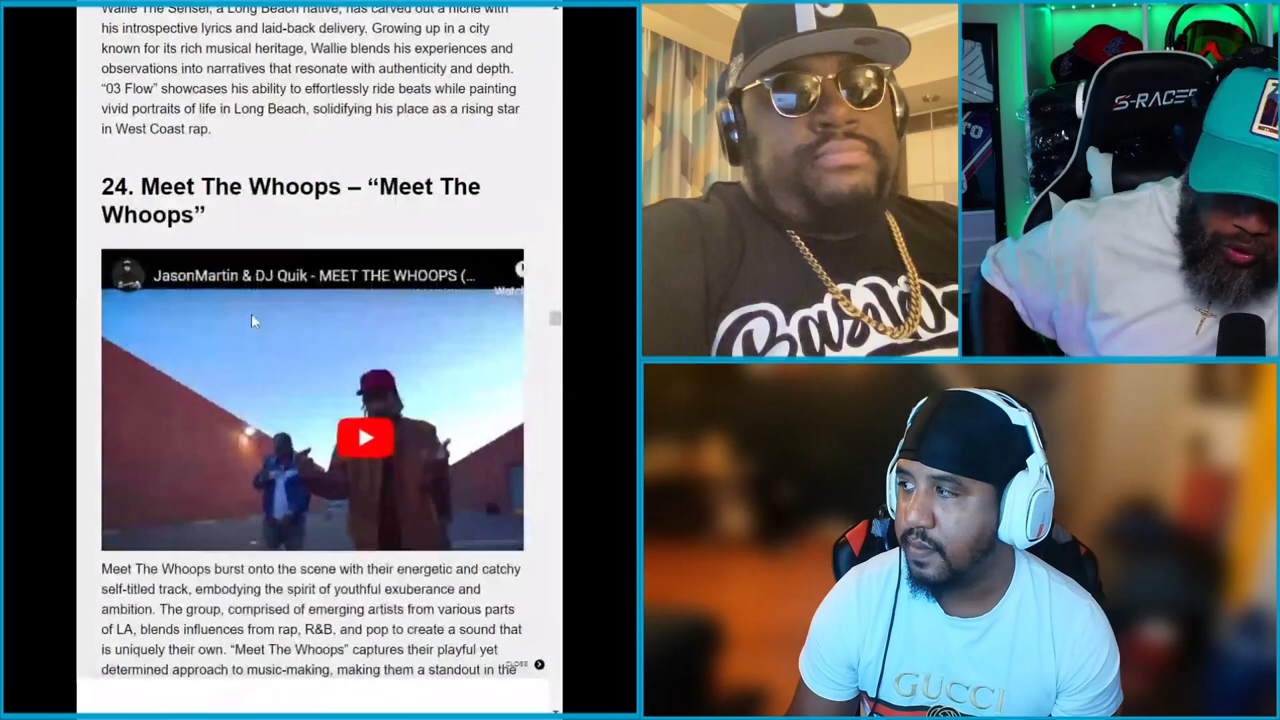 Wallie The Sensei, a Long Beach native, has carved out a niche with
his introspective lyrics and laid-back delivery. Growing up in a city
known for its rich musical heritage, Wallie blends his experiences and
observations into narratives that resonate with authenticity and depth.
“03 Flow” showcases his ability to effortlessly ride beats while painting
vivid portraits of life in Long Beach, solidifying his place as a rising star
in West Coast rap.
24. Meet The Whoops – “Meet The
Whoops”
JasonMartin & DJ Quik - MEET THE WHOOPS (...
Watch
Meet The Whoops burst onto the scene with their energetic and catchy
self-titled track, embodying the spirit of youthful exuberance and
ambition. The group, comprised of emerging artists from various parts
of LA, blends influences from rap, R&B, and pop to create a sound that
is uniquely their own. “Meet The Whoops” captures their playful yet
determined approach to music-making, making them a standout in the
CLOSE
S-RACER
GUCCI